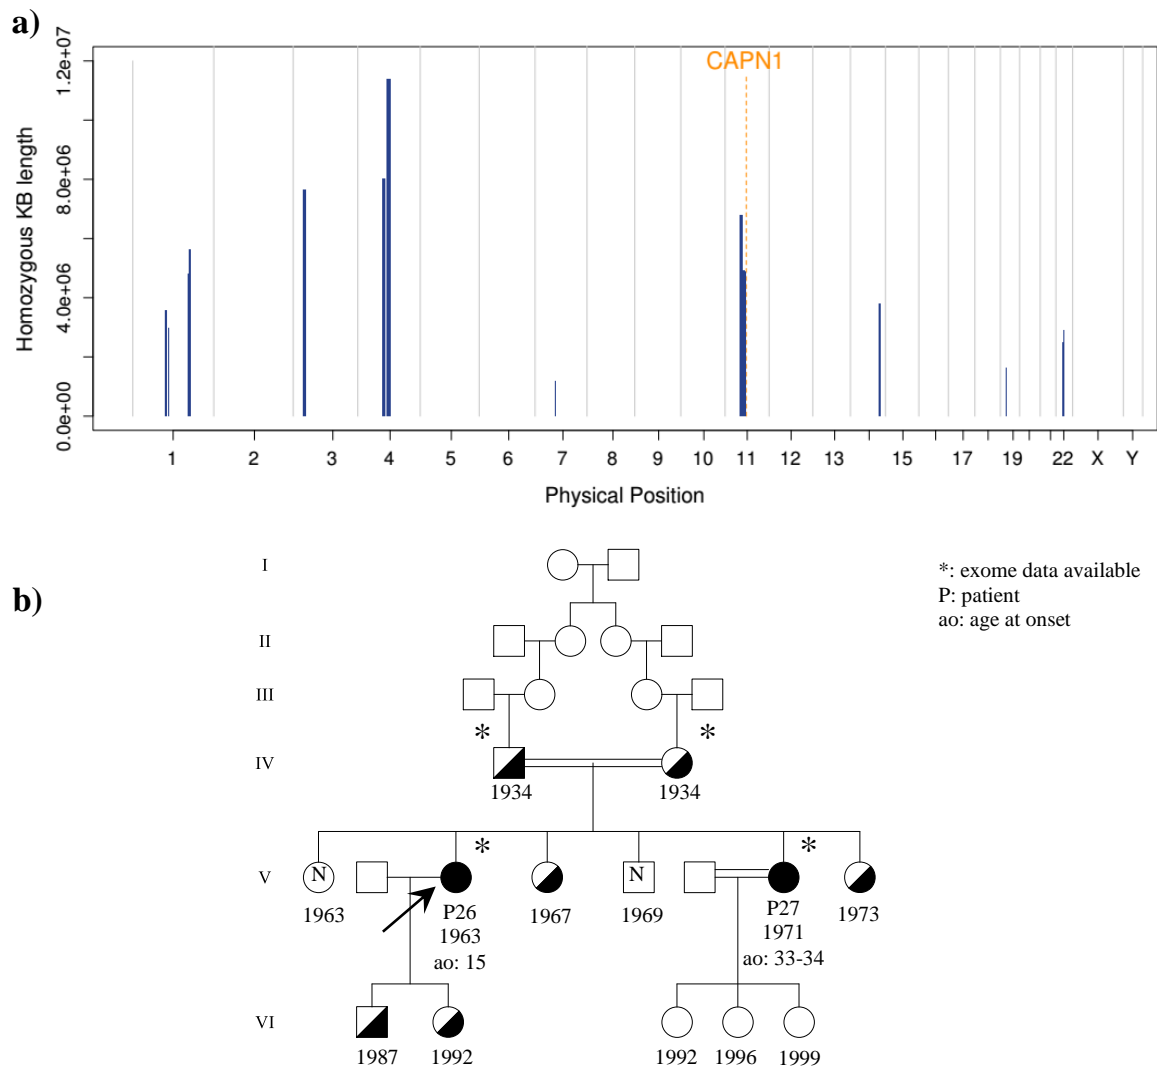 a)
CAPN1
Homozygous KB length
0.0e+00 4.0e+06 8.0e+06 1.2e+07
1 2 3 4 5 6 7 8 9 10 11 12 13 15 17 19 22 X Y
Physical Position
b)
I
*: exome data available
P: patient
ao: age at onset
II
III
* *
IV
1934 1934
* *
V
N N
1963 P26 1967 1969 P27 1973
1963 1971
ao: 15 ao: 33-34
VI
1987 1992 1992 1996 1999